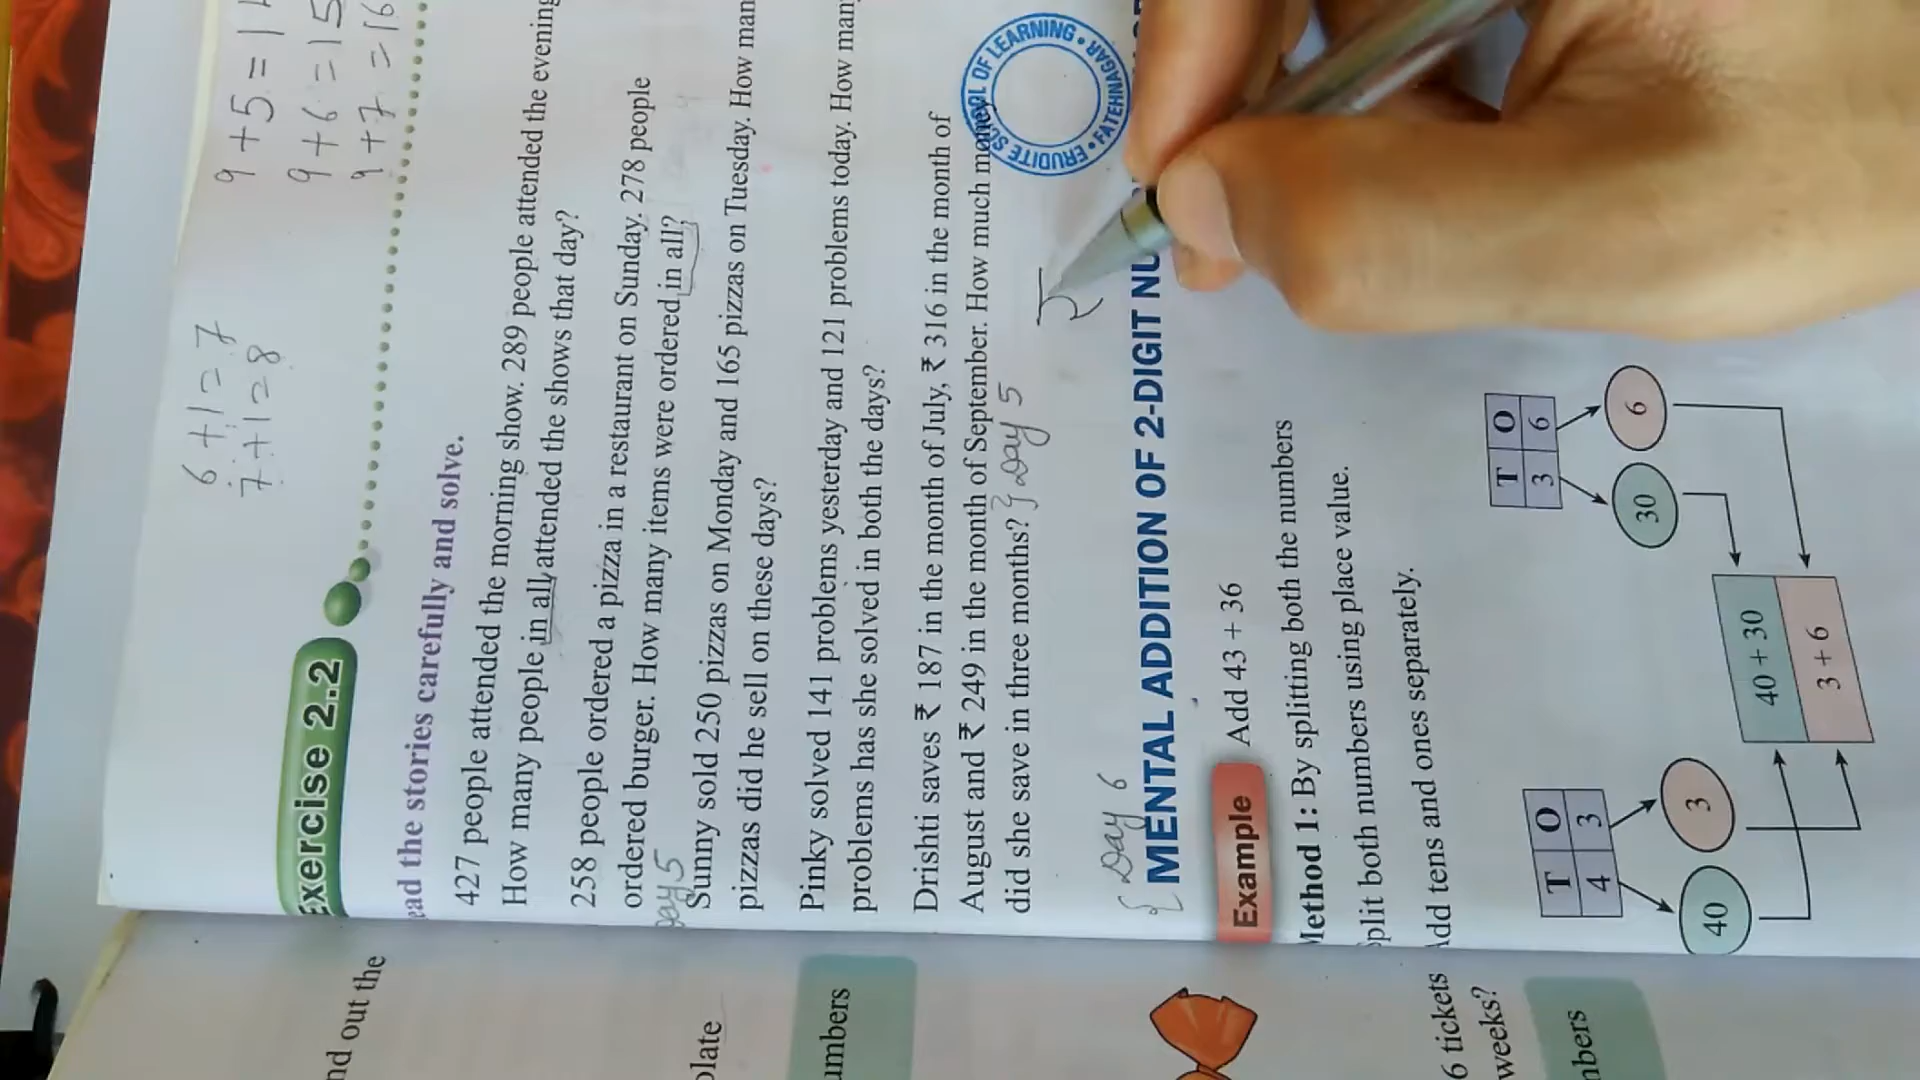 6 + 1 = 7
7 + 1 = 8
9 + 5 = 1
9 + 6 = 15
9 + 7 = 16
Exercise 2.2
ead the stories carefully and solve.
427 people attended the morning show. 289 people attended the evening
How many people in all attended the shows that day?
258 people ordered a pizza in a restaurant on Sunday. 278 people
ordered burger. How many items were ordered in all?
Day 5
Sunny sold 250 pizzas on Monday and 165 pizzas on Tuesday. How man
pizzas did he sell on these days?
Pinky solved 141 problems yesterday and 121 problems today. How man
problems has she solved in both the days?
Drishti saves ₹ 187 in the month of July, ₹ 316 in the month of
August and ₹ 249 in the month of September. How much money
did she save in three months? } Day 5
₹
ERUDITE SCHOOL OF LEARNING • FATEHNAGAR •
{ Day 6
MENTAL ADDITION OF 2-DIGIT NU
Example Add 43 + 36
Method 1: By splitting both the numbers
Split both numbers using place value.
Add tens and ones separately.
T O
4 3
40
3
T O
3 6
30
6
40 + 30
3 + 6
nd out the
plate
umbers
6 tickets
weeks?
nbers